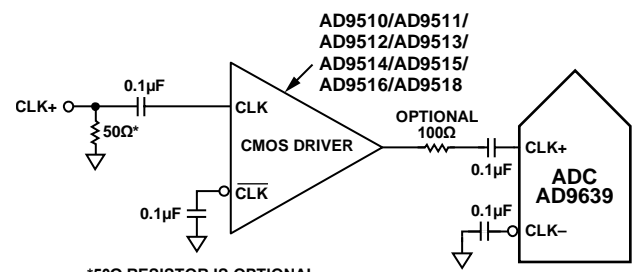 AD9510/AD9511/
AD9512/AD9513/
AD9514/AD9515/
AD9516/AD9518
0.1µF
CLK+
50Ω*
CLK
CMOS DRIVER
CLK
0.1µF
OPTIONAL
100Ω
0.1µF
CLK+
ADC
AD9639
0.1µF
CLK–
*50Ω RESISTOR IS OPTIONAL